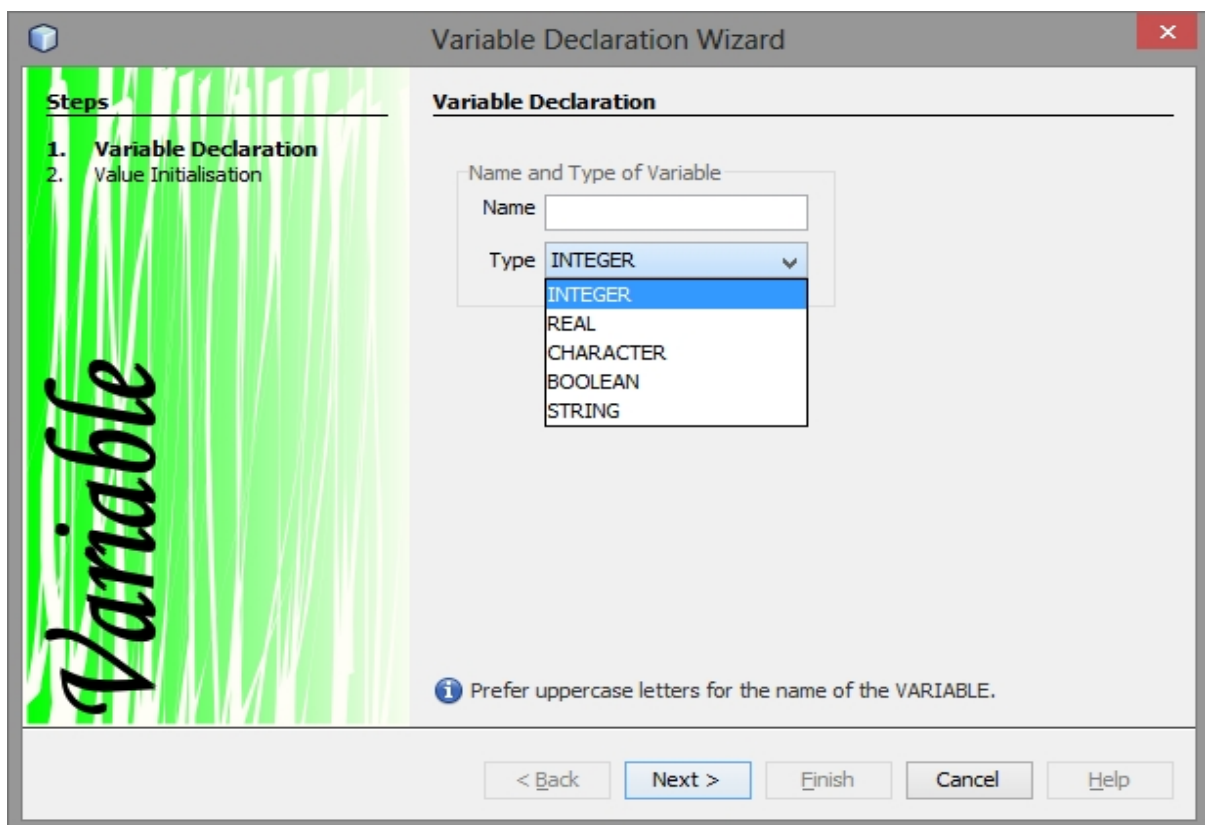 Variable Declaration Wizard
Steps
1. Variable Declaration
2. Value Initialisation
Variable
Variable Declaration
Name and Type of Variable
Name
Type INTEGER
INTEGER
REAL
CHARACTER
BOOLEAN
STRING
Prefer uppercase letters for the name of the VARIABLE.
< Back Next > Finish Cancel Help